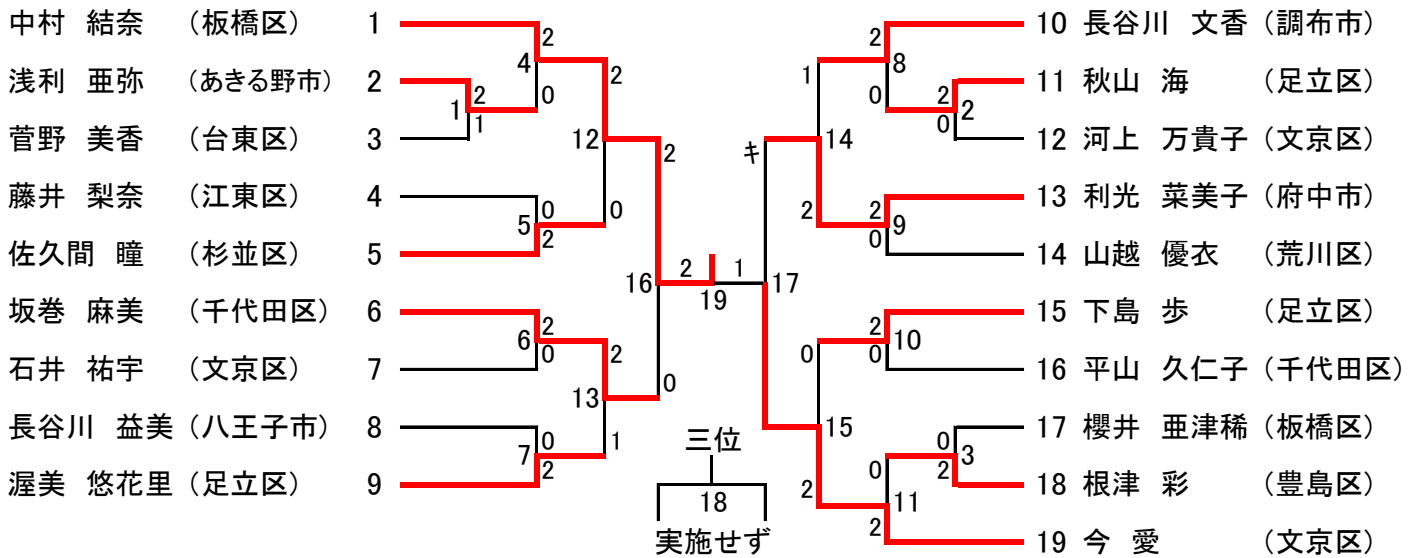 中村 結奈 （板橋区） 1
浅利 亜弥 （あきる野市） 2
菅野 美香 （台東区） 3
藤井 梨奈 （江東区） 4
佐久間 瞳 （杉並区） 5
坂巻 麻美 （千代田区） 6
石井 祐宇 （文京区） 7
長谷川 益美 （八王子市） 8
渥美 悠花里 （足立区） 9
2
4
0
2
1
1
2
12
0
0
5
2
2
16
0
2
6
0
2
13
1
0
7
2
2
19
1
三位
18
実施せず
キ
17
1
14
2
2
8
0
2
2
0
2
9
0
0
15
2
2
10
0
0
11
2
0
3
2
10 長谷川 文香 （調布市）
11 秋山 海 （足立区）
12 河上 万貴子 （文京区）
13 利光 菜美子 （府中市）
14 山越 優衣 （荒川区）
15 下島 歩 （足立区）
16 平山 久仁子 （千代田区）
17 櫻井 亜津稀 （板橋区）
18 根津 彩 （豊島区）
19 今 愛 （文京区）